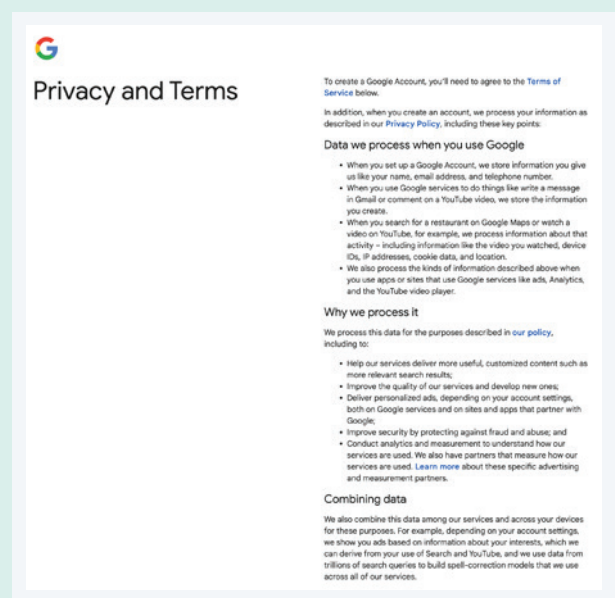 Privacy and Terms
To create a Google Account, you'll need to agree to the Terms of
Service below.
In addition, when you create an account, we process your information as
described in our Privacy Policy, including these key points:
Data we process when you use Google
• When you set up a Google Account, we store information you give
us like your name, email address, and telephone number.
• When you use Google services to do things like write a message
in Gmail or comment on a YouTube video, we store the information
you create.
• When you search for a restaurant on Google Maps or watch a
video on YouTube, for example, we process information about that
activity – including information like the video you watched, device
IDs, IP addresses, cookie data, and location.
• We also process the kinds of information described above when
you use apps or sites that use Google services like ads, Analytics,
and the YouTube video player.
Why we process it
We process this data for the purposes described in our policy,
including to:
• Help our services deliver more useful, customized content such as
more relevant search results;
• Improve the quality of our services and develop new ones;
• Deliver personalized ads, depending on your account settings,
both on Google services and on sites and apps that partner with
Google;
• Improve security by protecting against fraud and abuse; and
• Conduct analytics and measurement to understand how our
services are used. We also have partners that measure how our
services are used. Learn more about these specific advertising
and measurement partners.
Combining data
We also combine this data among our services and across your devices
for these purposes. For example, depending on your account settings,
we show you ads based on information about your interests, which we
can derive from your use of Search and YouTube, and we use data from
trillions of search queries to build spell-correction models that we use
across all of our services.